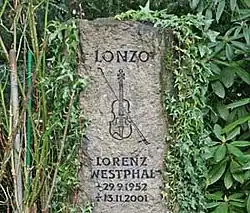 LONZO
LORENZ
WESTPHAL
*29.9.1952
+13.11.2001